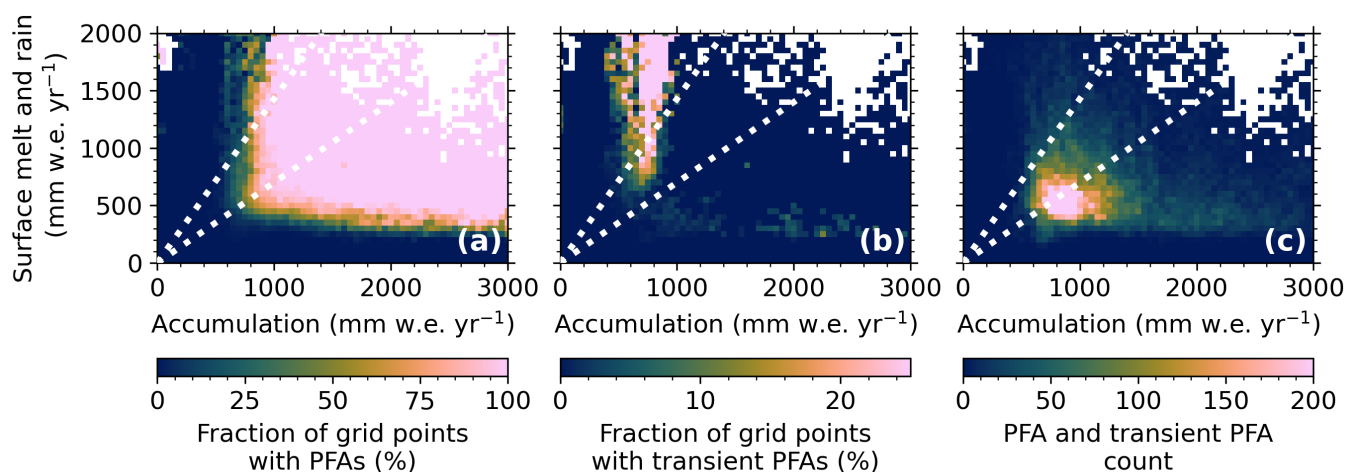 Surface melt and rain
(mm w.e. yr⁻¹)
2000
1500
1000
500
0
(a)
(b)
(c)
0 1000 2000 3000
0 1000 2000 3000
0 1000 2000 3000
Accumulation (mm w.e. yr⁻¹)
Accumulation (mm w.e. yr⁻¹)
Accumulation (mm w.e. yr⁻¹)
0 25 50 75 100
Fraction of grid points
with PFAs (%)
0 10 20
Fraction of grid points
with transient PFAs (%)
0 50 100 150 200
PFA and transient PFA
count